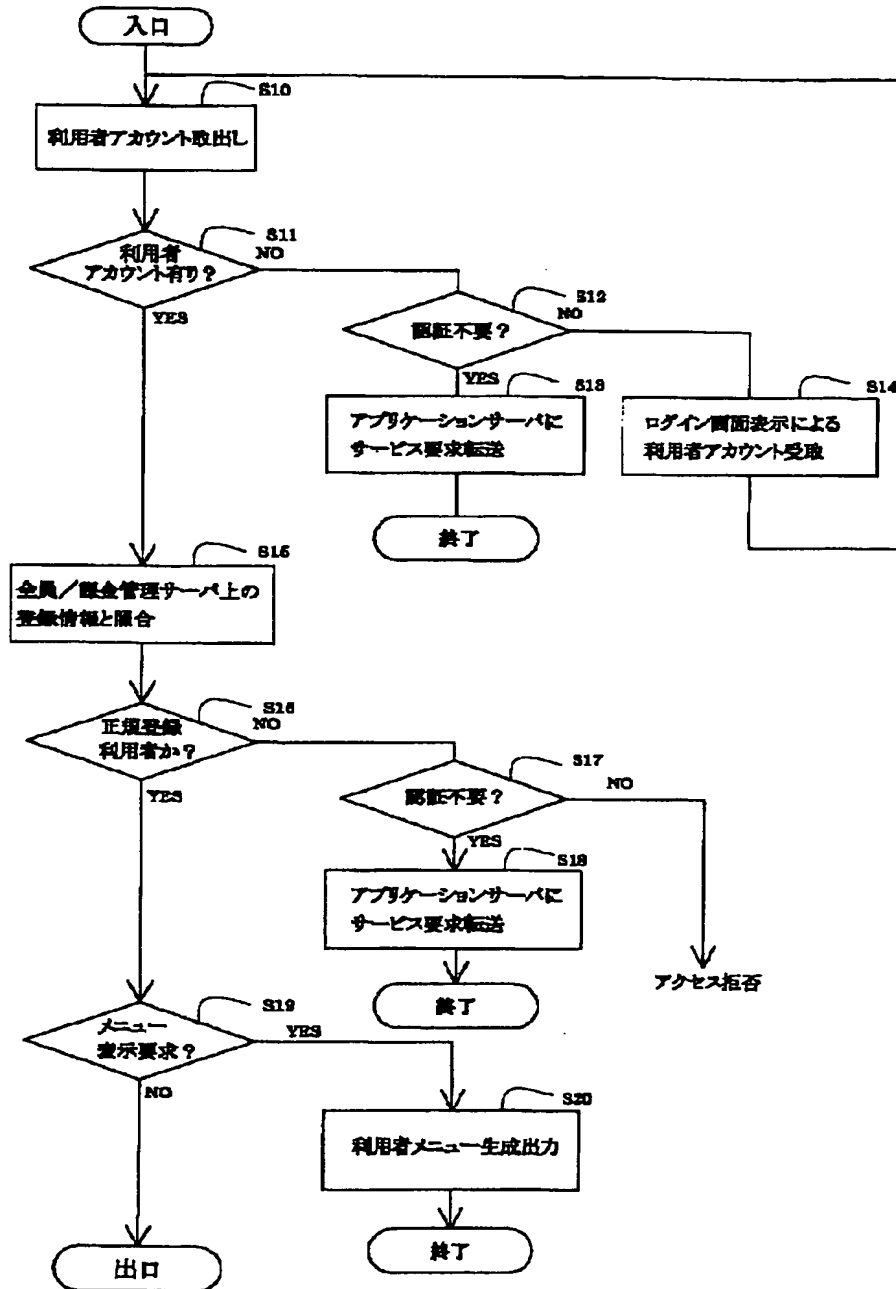 入口
S10
利用者アカウント取出し
S11
利用者
アカウント有り？
NO
YES
S12
認証不要？
NO
YES
S13
アプリケーションサーバに
サービス要求転送
終了
S14
ログイン画面表示による
利用者アカウント受取
S15
会員／課金管理サーバ上の
登録情報と照合
S16
正規登録
利用者か？
NO
YES
S17
認証不要？
NO
YES
S18
アプリケーションサーバに
サービス要求転送
終了
アクセス拒否
S19
メニュー
表示要求？
YES
NO
S20
利用者メニュー生成出力
終了
出口